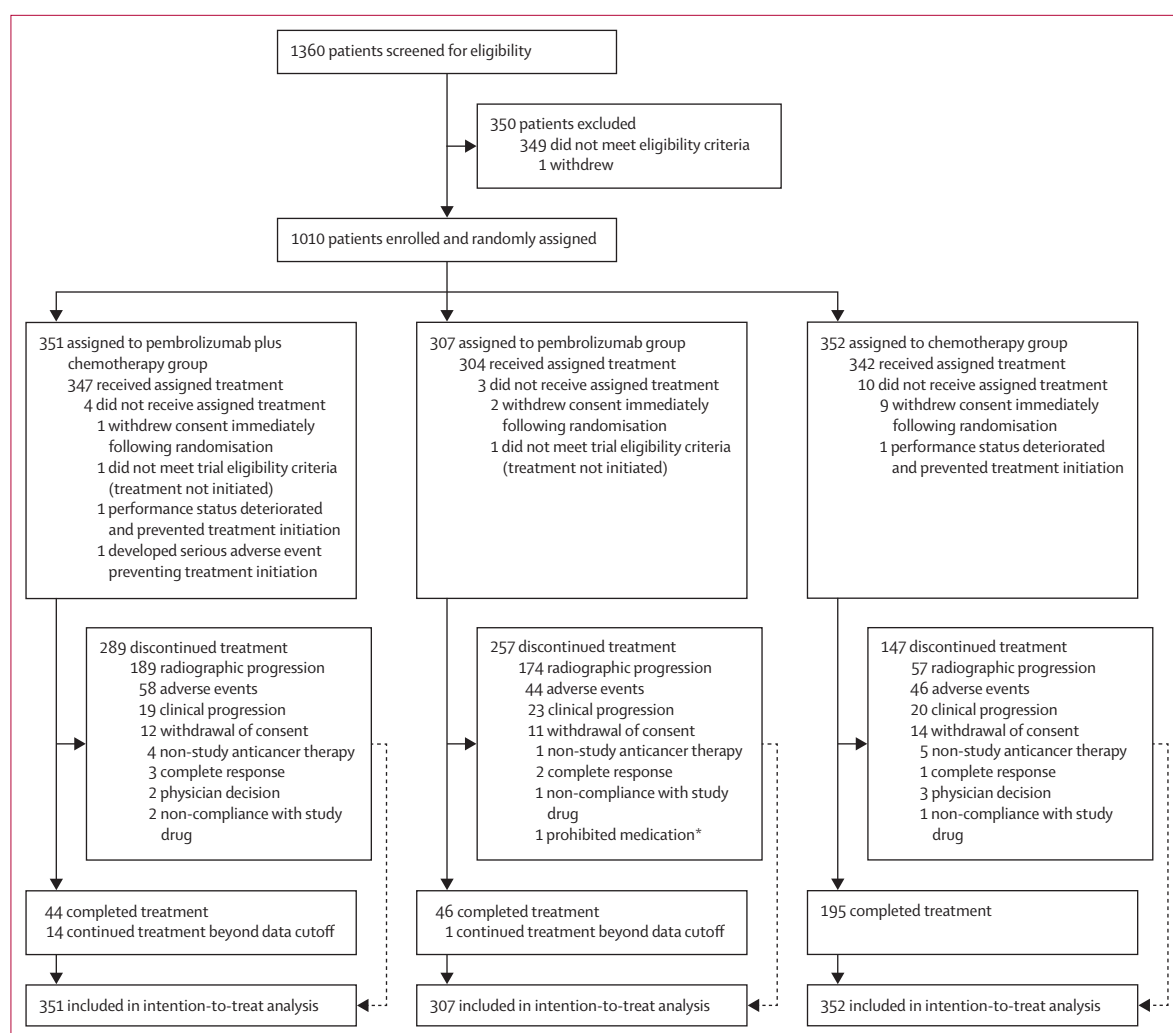 1360 patients screened for eligibility
350 patients excluded
349 did not meet eligibility criteria
1 withdrew
1010 patients enrolled and randomly assigned
351 assigned to pembrolizumab plus
chemotherapy group
347 received assigned treatment
4 did not receive assigned treatment
1 withdrew consent immediately
following randomisation
1 did not meet trial eligibility criteria
(treatment not initiated)
1 performance status deteriorated
and prevented treatment initiation
1 developed serious adverse event
preventing treatment initiation
307 assigned to pembrolizumab group
304 received assigned treatment
3 did not receive assigned treatment
2 withdrew consent immediately
following randomisation
1 did not meet trial eligibility criteria
(treatment not initiated)
352 assigned to chemotherapy group
342 received assigned treatment
10 did not receive assigned treatment
9 withdrew consent immediately
following randomisation
1 performance status deteriorated
and prevented treatment initiation
289 discontinued treatment
189 radiographic progression
58 adverse events
19 clinical progression
12 withdrawal of consent
4 non-study anticancer therapy
3 complete response
2 physician decision
2 non-compliance with study
drug
257 discontinued treatment
174 radiographic progression
44 adverse events
23 clinical progression
11 withdrawal of consent
1 non-study anticancer therapy
2 complete response
1 non-compliance with study
drug
1 prohibited medication*
147 discontinued treatment
57 radiographic progression
46 adverse events
20 clinical progression
14 withdrawal of consent
5 non-study anticancer therapy
1 complete response
3 physician decision
1 non-compliance with study
drug
44 completed treatment
14 continued treatment beyond data cutoff
46 completed treatment
1 continued treatment beyond data cutoff
195 completed treatment
351 included in intention-to-treat analysis
307 included in intention-to-treat analysis
352 included in intention-to-treat analysis